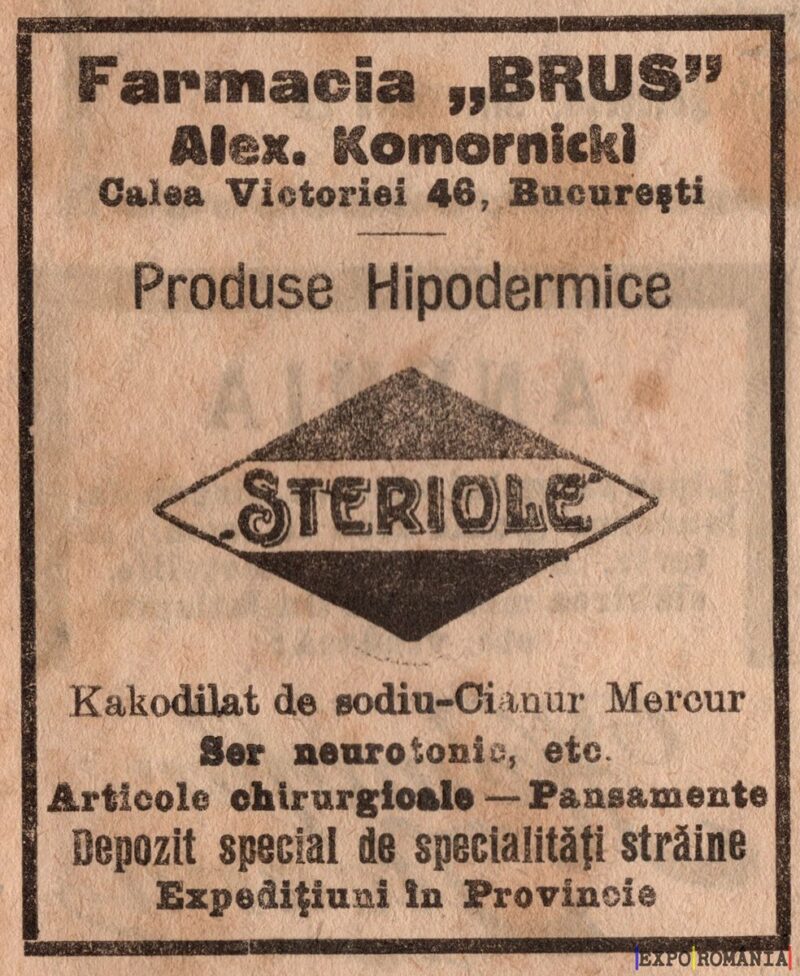 Farmacia „BRUS”
Alex. Komornicki
Calea Victoriei 46, București
Produse Hipodermice
„STERIOLE”
Kakodilat de sodiu-Cianur Mercur
Ser neurotonic, etc.
Articole chirurgicale — Pansamente
Depozit special de specialități străine
Expedițiuni în Provincie
EXPO ROMÂNIA